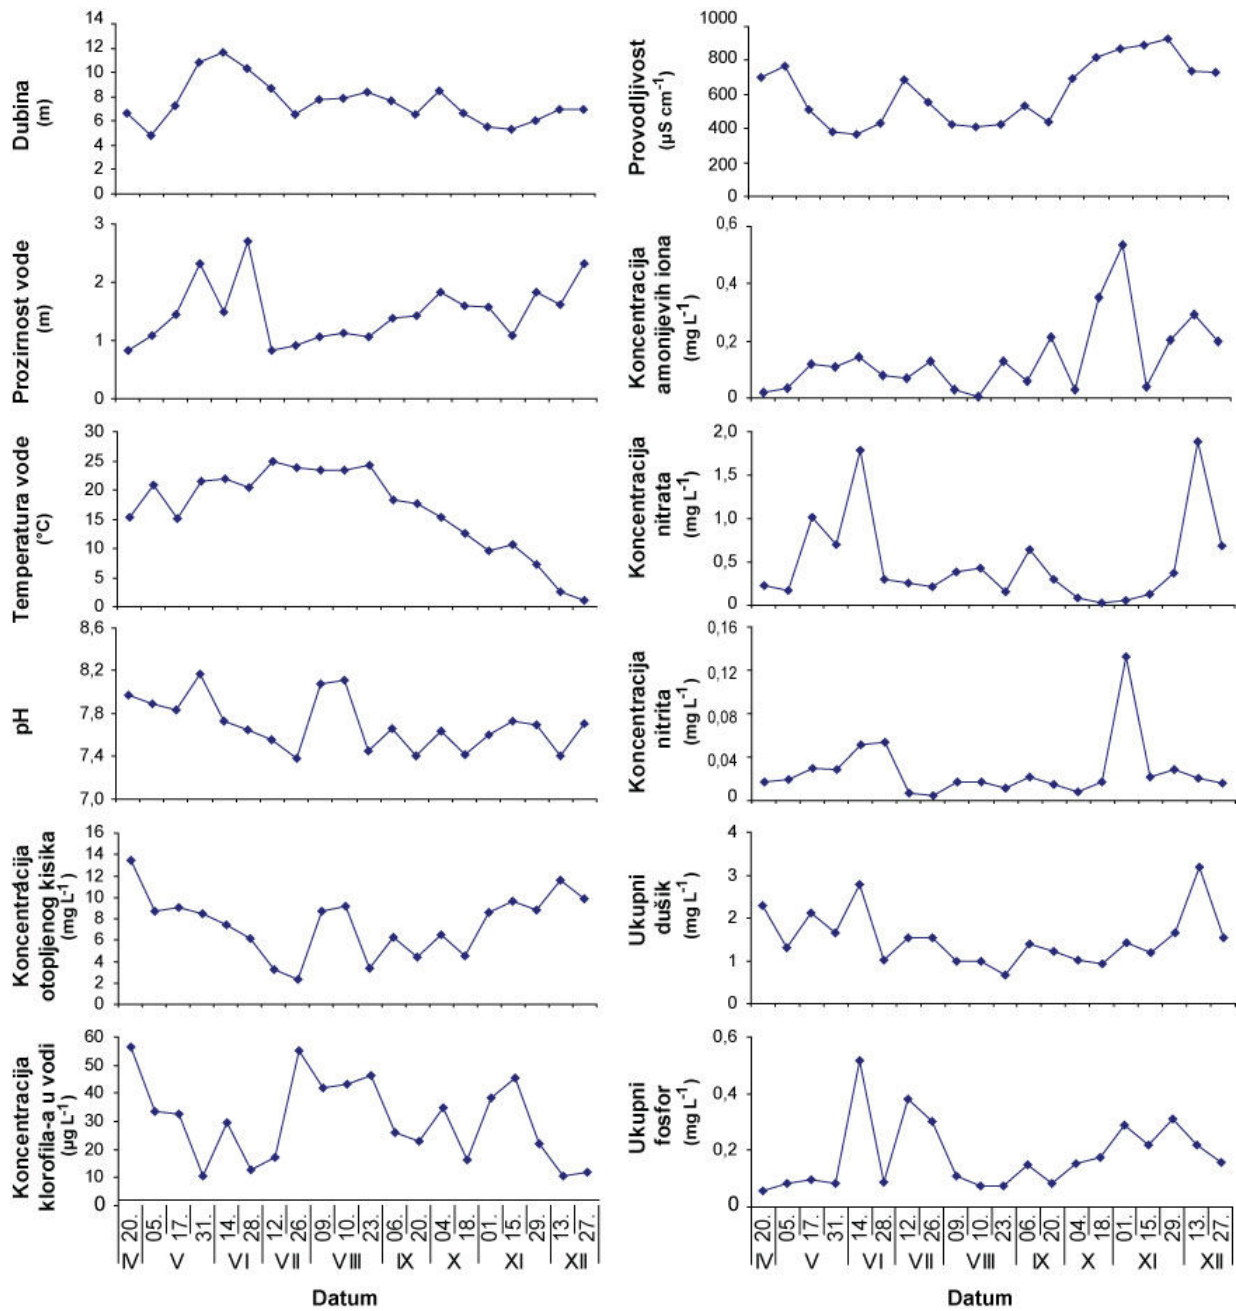 Dubina
(m)
14
12
10
8
6
4
2
0
Prozirnost vode
(m)
3
2
1
0
Temperatura vode
(°C)
30
25
20
15
10
5
0
pH
8,6
8,2
7,8
7,4
7,0
Koncentrácija
otopljenog kisika
(mg L⁻¹)
16
14
12
10
8
6
4
2
0
Koncentracija
klorofila-a u vodi
(µg L⁻¹)
60
50
40
30
20
10
0
20. 05. 17. 31. 14. 28. 12. 26. 09. 10. 23. 06. 20. 04. 18. 01. 15. 29. 13. 27.
IV V VI VII VIII IX X XI XII
Datum
Provodljivost
(µS cm⁻¹)
1000
800
600
400
200
0
Koncentracija
amonijevih iona
(mg L⁻¹)
0,6
0,4
0,2
0
Koncentracija
nitrata
(mg L⁻¹)
2,0
1,5
1,0
0,5
0
Koncentracija
nitrita
(mg L⁻¹)
0,16
0,12
0,08
0,04
0
Ukupni
dušik
(mg L⁻¹)
4
3
2
1
0
Ukupni
fosfor
(mg L⁻¹)
0,6
0,4
0,2
0
20. 05. 17. 31. 14. 28. 12. 26. 09. 10. 23. 06. 20. 04. 18. 01. 15. 29. 13. 27.
IV V VI VII VIII IX X XI XII
Datum